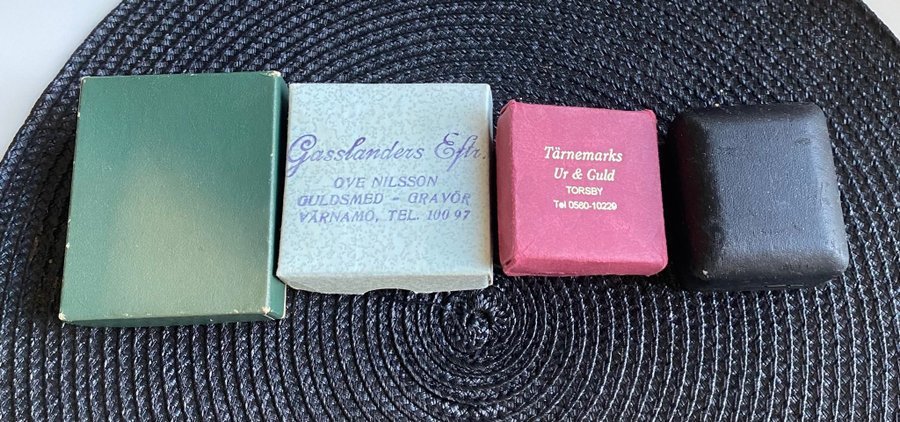 Gasslanders Eftr.
OVE NILSSON
GULDSMED - GRAVÖR
VÄRNAMO, TEL. 100 97
Tärnemarks
Ur & Guld
TORSBY
Tel 0560-10229